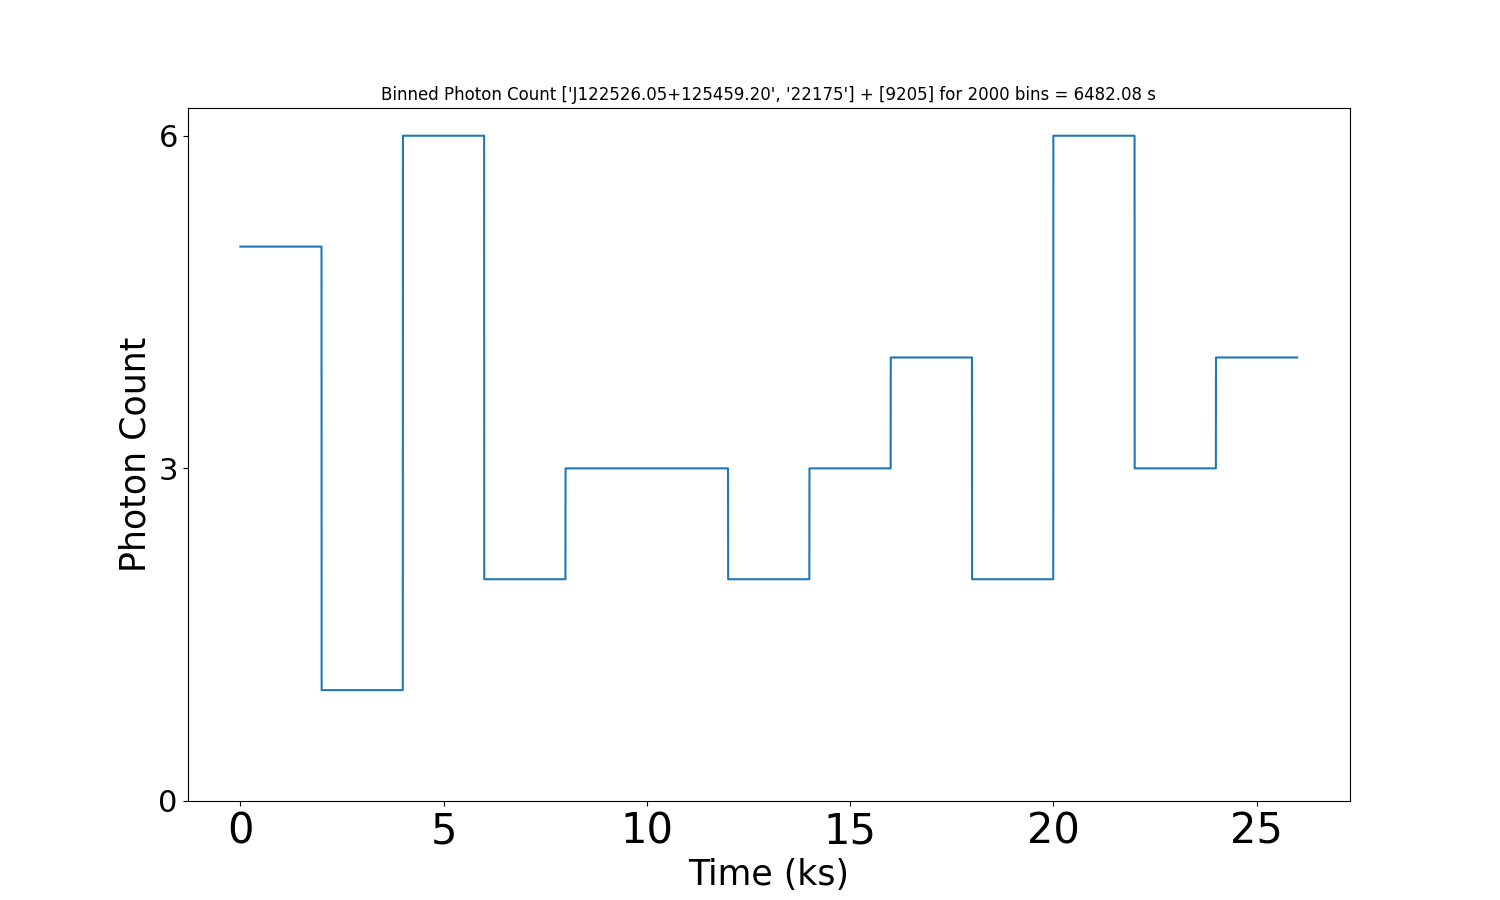 Binned Photon Count ['J122526.05+125459.20', '22175'] + [9205] for 2000 bins = 6482.08 s
6
3
0
Photon Count
0 5 10 15 20 25
Time (ks)